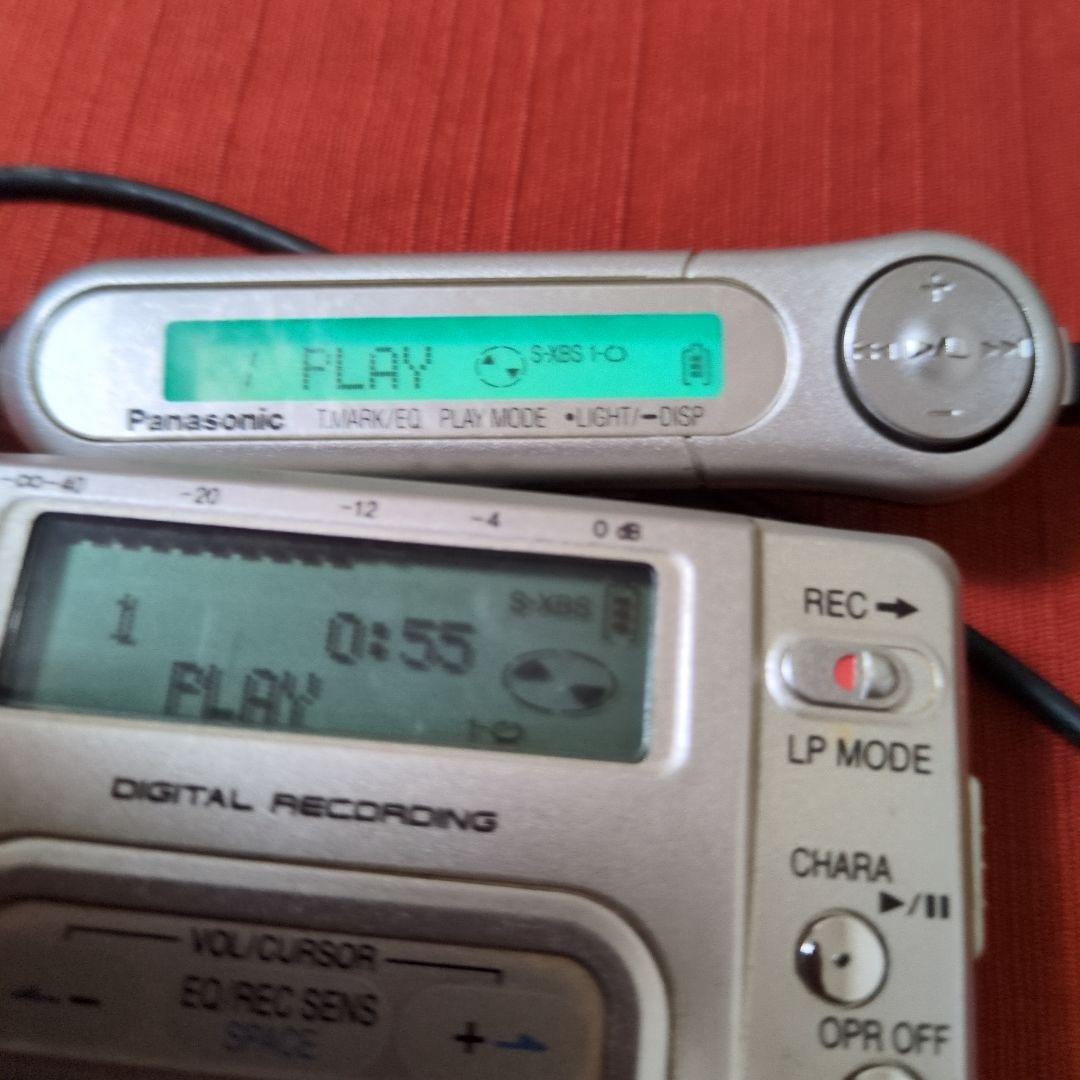 PLAY S-XBS 1-
Panasonic T.MARK/EQ PLAY MODE •LIGHT/━DISP
+
−
-∞-40 -20 -12 -4 0 dB
S-XBS
1 0:55
PLAY
1-
DIGITAL RECORDING
REC➞
LP MODE
CHARA
▶/❚❚
OPR OFF
VOL/CURSOR
EQ/REC SENS
SPACE
− +